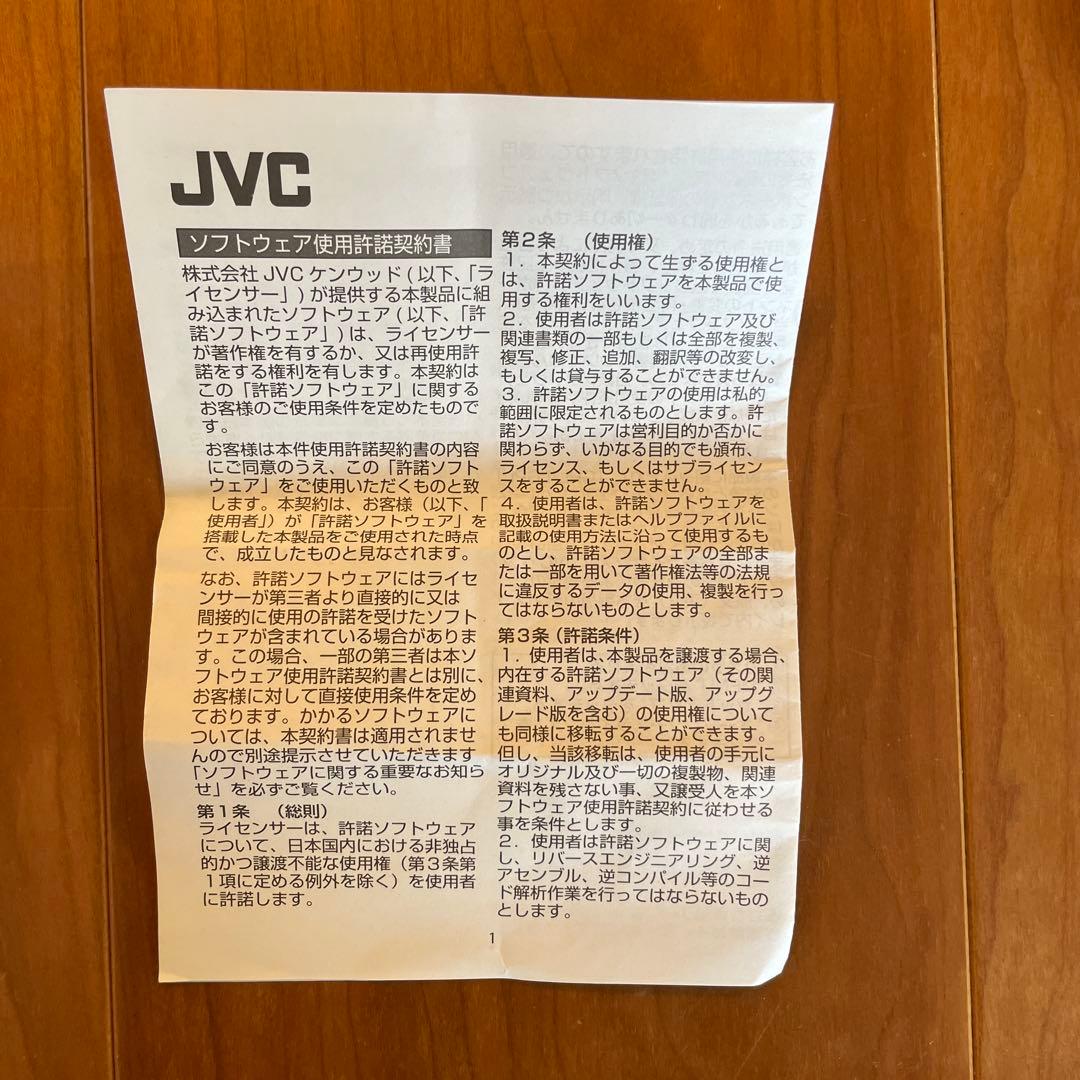 JVC
ソフトウェア使用許諾契約書
株式会社 JVC ケンウッド ( 以下、「ラ
イセンサー」) が提供する本製品に組
み込まれたソフトウェア ( 以下、「許
諾ソフトウェア」) は、ライセンサー
が著作権を有するか、又は再使用許
諾をする権利を有します。本契約は
この「許諾ソフトウェア」に関する
お客様のご使用条件を定めたもので
す。
お客様は本件使用許諾契約書の内容
にご同意のうえ、この「許諾ソフト
ウェア」をご使用いただくものと致
します。本契約は、お客様（以下、「
使用者」）が「許諾ソフトウェア」を
搭載した本製品をご使用された時点
で、成立したものと見なされます。
なお、許諾ソフトウェアにはライセ
ンサーが第三者より直接的に又は
間接的に使用の許諾を受けたソフト
ウェアが含まれている場合がありま
す。この場合、一部の第三者は本ソ
フトウェア使用許諾契約書とは別に、
お客様に対して直接使用条件を定め
ております。かかるソフトウェアに
ついては、本契約書は適用されませ
んので別途提示させていただきます
「ソフトウェアに関する重要なお知ら
せ」を必ずご覧ください。
第１条　（総則）
ライセンサーは、許諾ソフトウェア
について、日本国内における非独占
的かつ譲渡不能な使用権（第３条第
１項に定める例外を除く）を使用者
に許諾します。
第２条　（使用権）
１．本契約によって生ずる使用権と
は、許諾ソフトウェアを本製品で使
用する権利をいいます。
２．使用者は許諾ソフトウェア及び
関連書類の一部もしくは全部を複製、
複写、修正、追加、翻訳等の改変し、
もしくは貸与することができません。
３．許諾ソフトウェアの使用は私的
範囲に限定されるものとします。許
諾ソフトウェアは営利目的か否かに
関わらず、いかなる目的でも頒布、
ライセンス、もしくはサブライセン
スをすることができません。
４．使用者は、許諾ソフトウェアを
取扱説明書またはヘルプファイルに
記載の使用方法に沿って使用するも
のとし、許諾ソフトウェアの全部ま
たは一部を用いて著作権法等の法規
に違反するデータの使用、複製を行っ
てはならないものとします。
第３条（許諾条件）
１．使用者は、本製品を譲渡する場合、
内在する許諾ソフトウェア（その関
連資料、アップデート版、アップグ
レード版を含む）の使用権について
も同様に移転することができます。
但し、当該移転は、使用者の手元に
オリジナル及び一切の複製物、関連
資料を残さない事、又譲受人を本ソ
フトウェア使用許諾契約に従わせる
事を条件とします。
２．使用者は許諾ソフトウェアに関
し、リバースエンジニアリング、逆
アセンブル、逆コンパイル等のコー
ド解析作業を行ってはならないもの
とします。
1